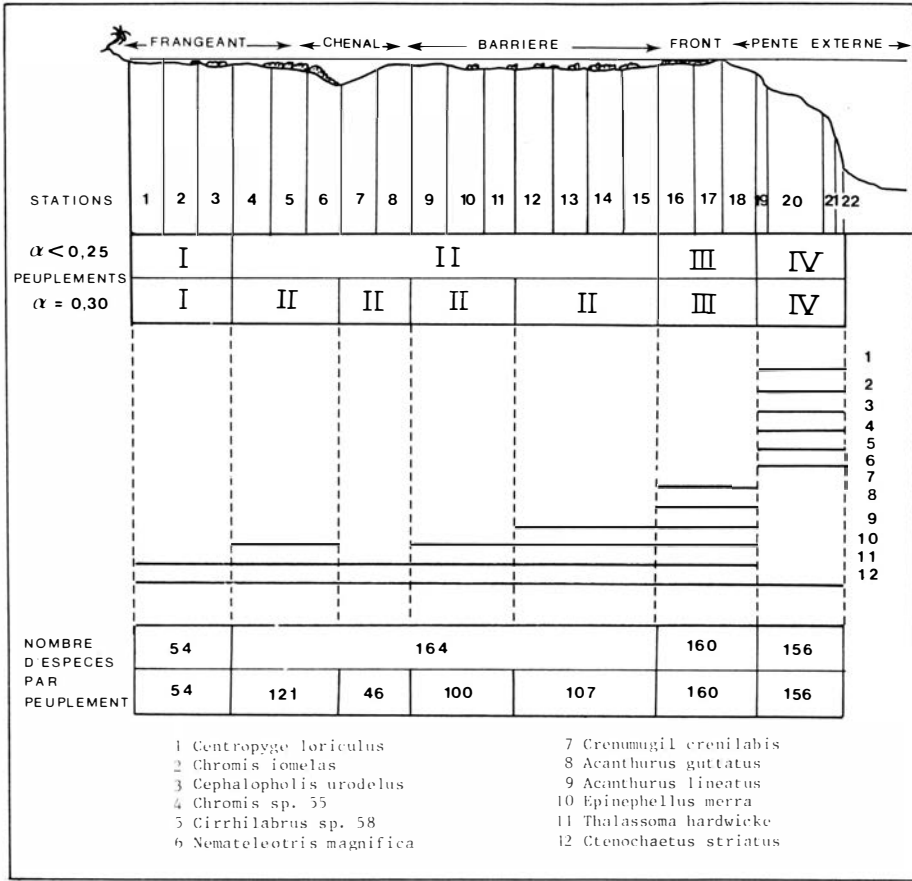 FRANGEANT CHENAL BARRIERE FRONT PENTE EXTERNE
STATIONS 1 2 3 4 5 6 7 8 9 10 11 12 13 14 15 16 17 18 19 20 21 22
α < 0,25 I II III IV
PEUPLEMENTS
α = 0,30 I II II II II III IV
1
2
3
4
5
6
7
8
9
10
11
12
NOMBRE D'ESPECES PAR PEUPLEMENT
54 164 160 156
54 121 46 100 107 160 156
1 Centropyge loriculus
2 Chromis iomelas
3 Cephalopholis urodelus
4 Chromis sp. 55
5 Cirrhilabrus sp. 58
6 Nemateleotris magnifica
7 Crenumugil crenilabis
8 Acanthurus guttatus
9 Acanthurus lineatus
10 Epinephellus merra
11 Thalassoma hardwicke
12 Ctenochaetus striatus